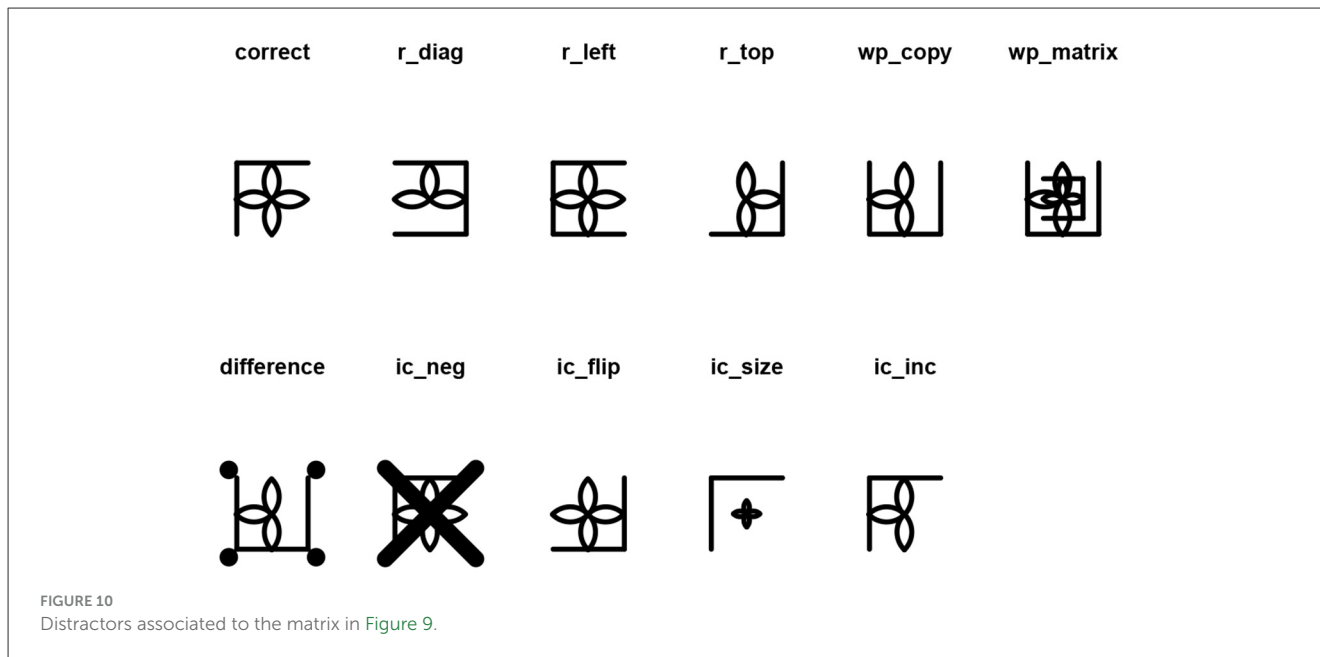 correct r_diag r_left r_top wp_copy wp_matrix
difference ic_neg ic_flip ic_size ic_inc
FIGURE 10
Distractors associated to the matrix in Figure 9.